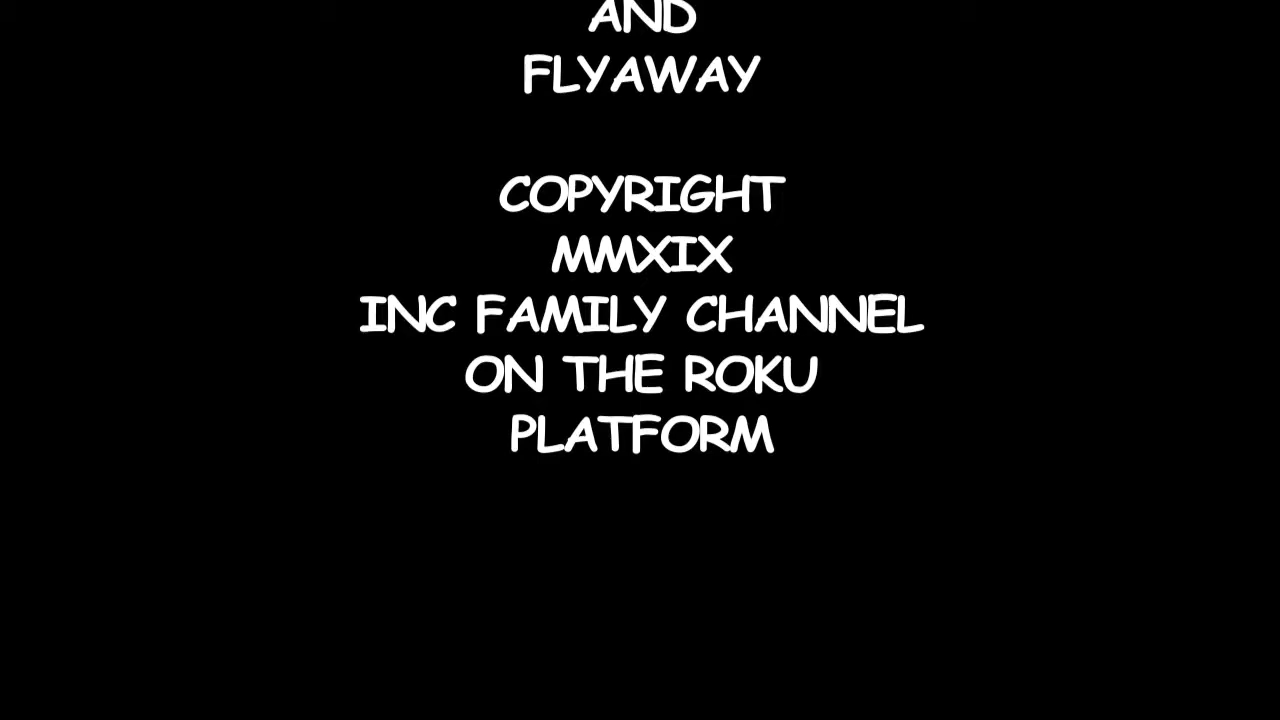 AND
FLYAWAY
COPYRIGHT
MMXIX
INC FAMILY CHANNEL
ON THE ROKU
PLATFORM